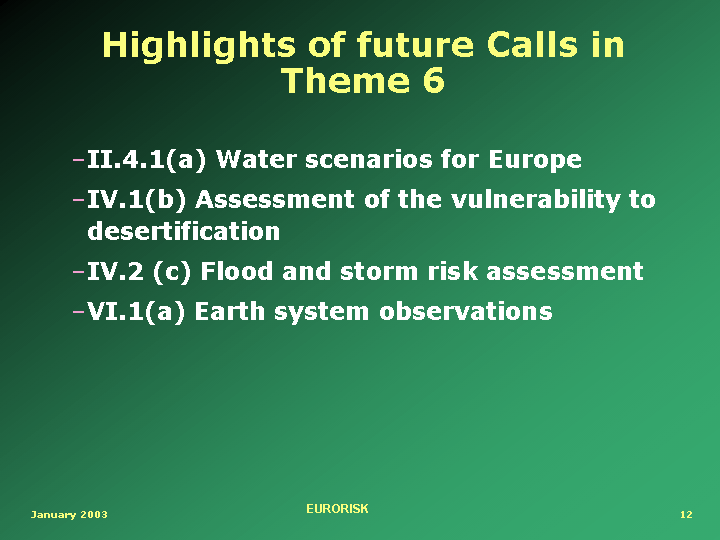 Highlights of future Calls in
Theme 6
–II.4.1(a) Water scenarios for Europe
–IV.1(b) Assessment of the vulnerability to
desertification
–IV.2 (c) Flood and storm risk assessment
–VI.1(a) Earth system observations
January 2003
EURORISK
12